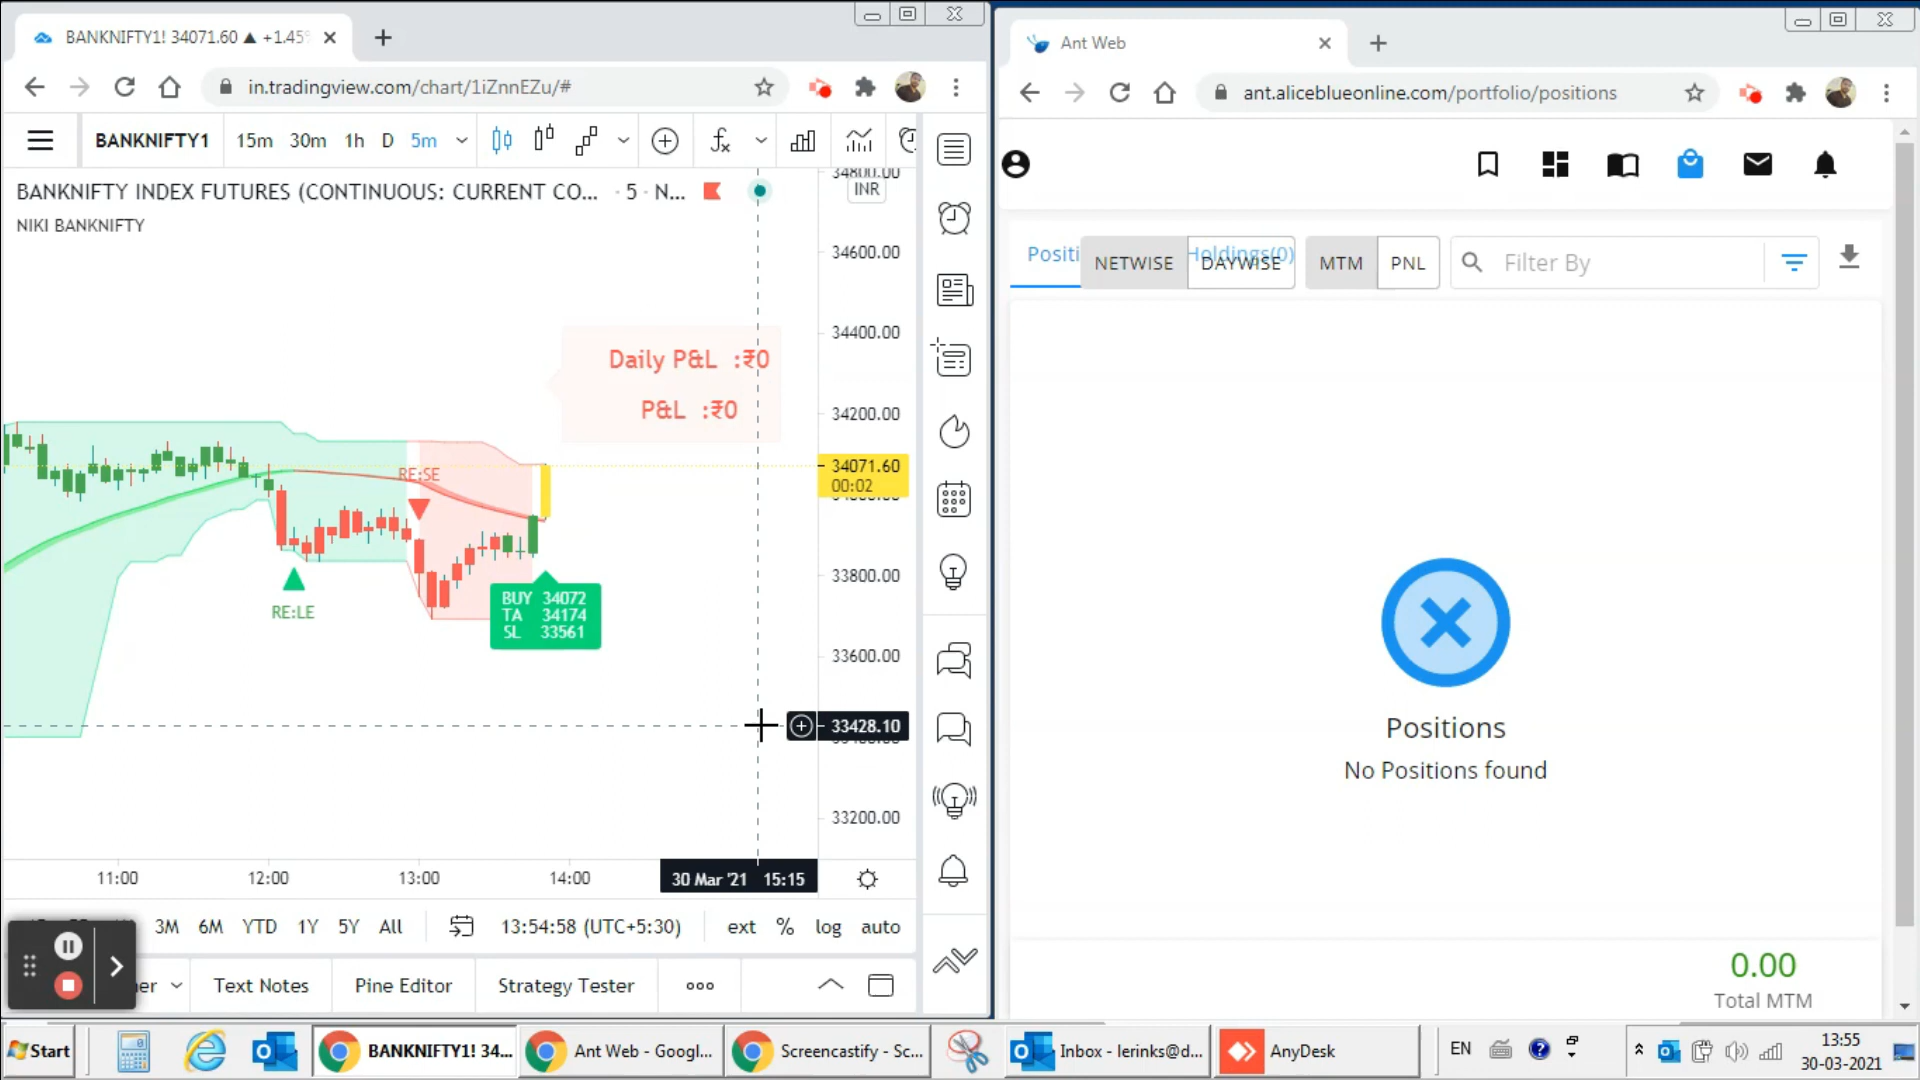 BANKNIFTY1! 34071.60 ▲ +1.45%
in.tradingview.com/chart/1iZnnEZu/#
BANKNIFTY1
15m 30m 1h D 5m
BANKNIFTY INDEX FUTURES (CONTINUOUS: CURRENT CO... · 5 · N...
NIKI BANKNIFTY
34800.00
INR
34600.00
34400.00
34200.00
34071.60
00:02
33800.00
33600.00
33428.10
33200.00
Daily P&L :₹0
P&L :₹0
RE:SE
RE:LE
BUY 34072
TA 34174
SL 33561
11:00 12:00 13:00 14:00
30 Mar '21 15:15
3M 6M YTD 1Y 5Y All
13:54:58 (UTC+5:30)
ext % log auto
Text Notes Pine Editor Strategy Tester
Ant Web
ant.aliceblueonline.com/portfolio/positions
Positi
Holdings(0)
NETWISE DAYWISE MTM PNL
Filter By
Positions
No Positions found
0.00
Total MTM
Start
BANKNIFTY1! 34...
Ant Web - Googl...
Screencastify - Sc...
Inbox - lerinks@d...
AnyDesk
EN
13:55
30-03-2021